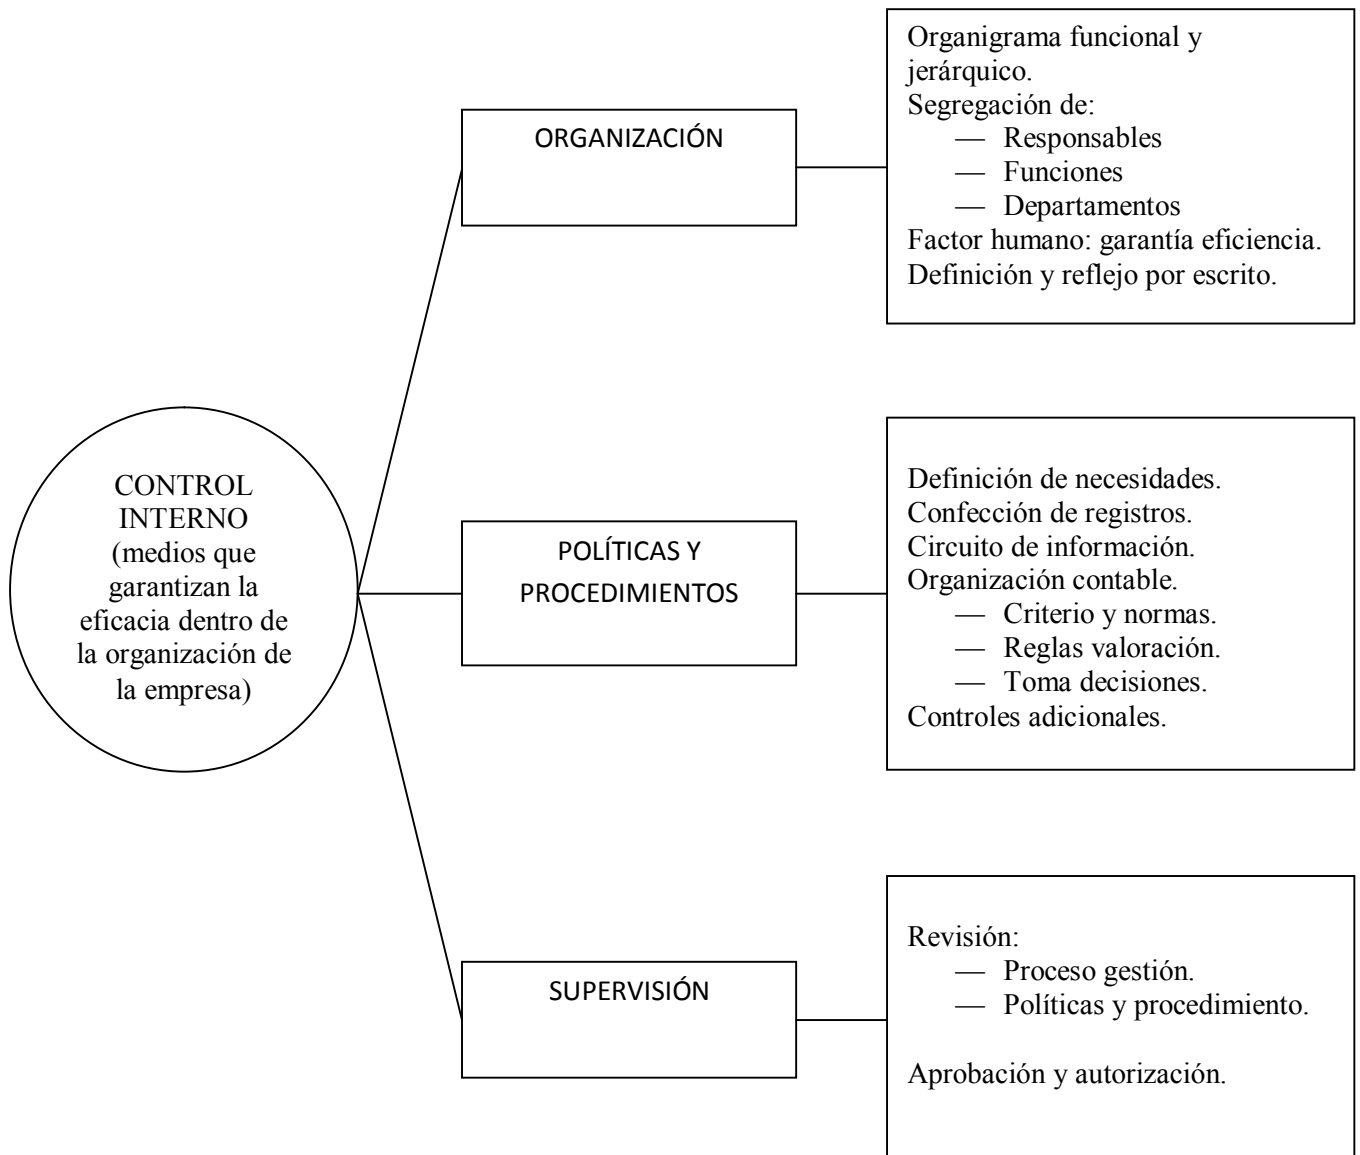 CONTROL
INTERNO
(medios que
garantizan la
eficacia dentro de
la organización de
la empresa)
ORGANIZACIÓN
Organigrama funcional y
jerárquico.
Segregación de:
— Responsables
— Funciones
— Departamentos
Factor humano: garantía eficiencia.
Definición y reflejo por escrito.
POLÍTICAS Y
PROCEDIMIENTOS
Definición de necesidades.
Confección de registros.
Circuito de información.
Organización contable.
— Criterio y normas.
— Reglas valoración.
— Toma decisiones.
Controles adicionales.
SUPERVISIÓN
Revisión:
— Proceso gestión.
— Políticas y procedimiento.
Aprobación y autorización.